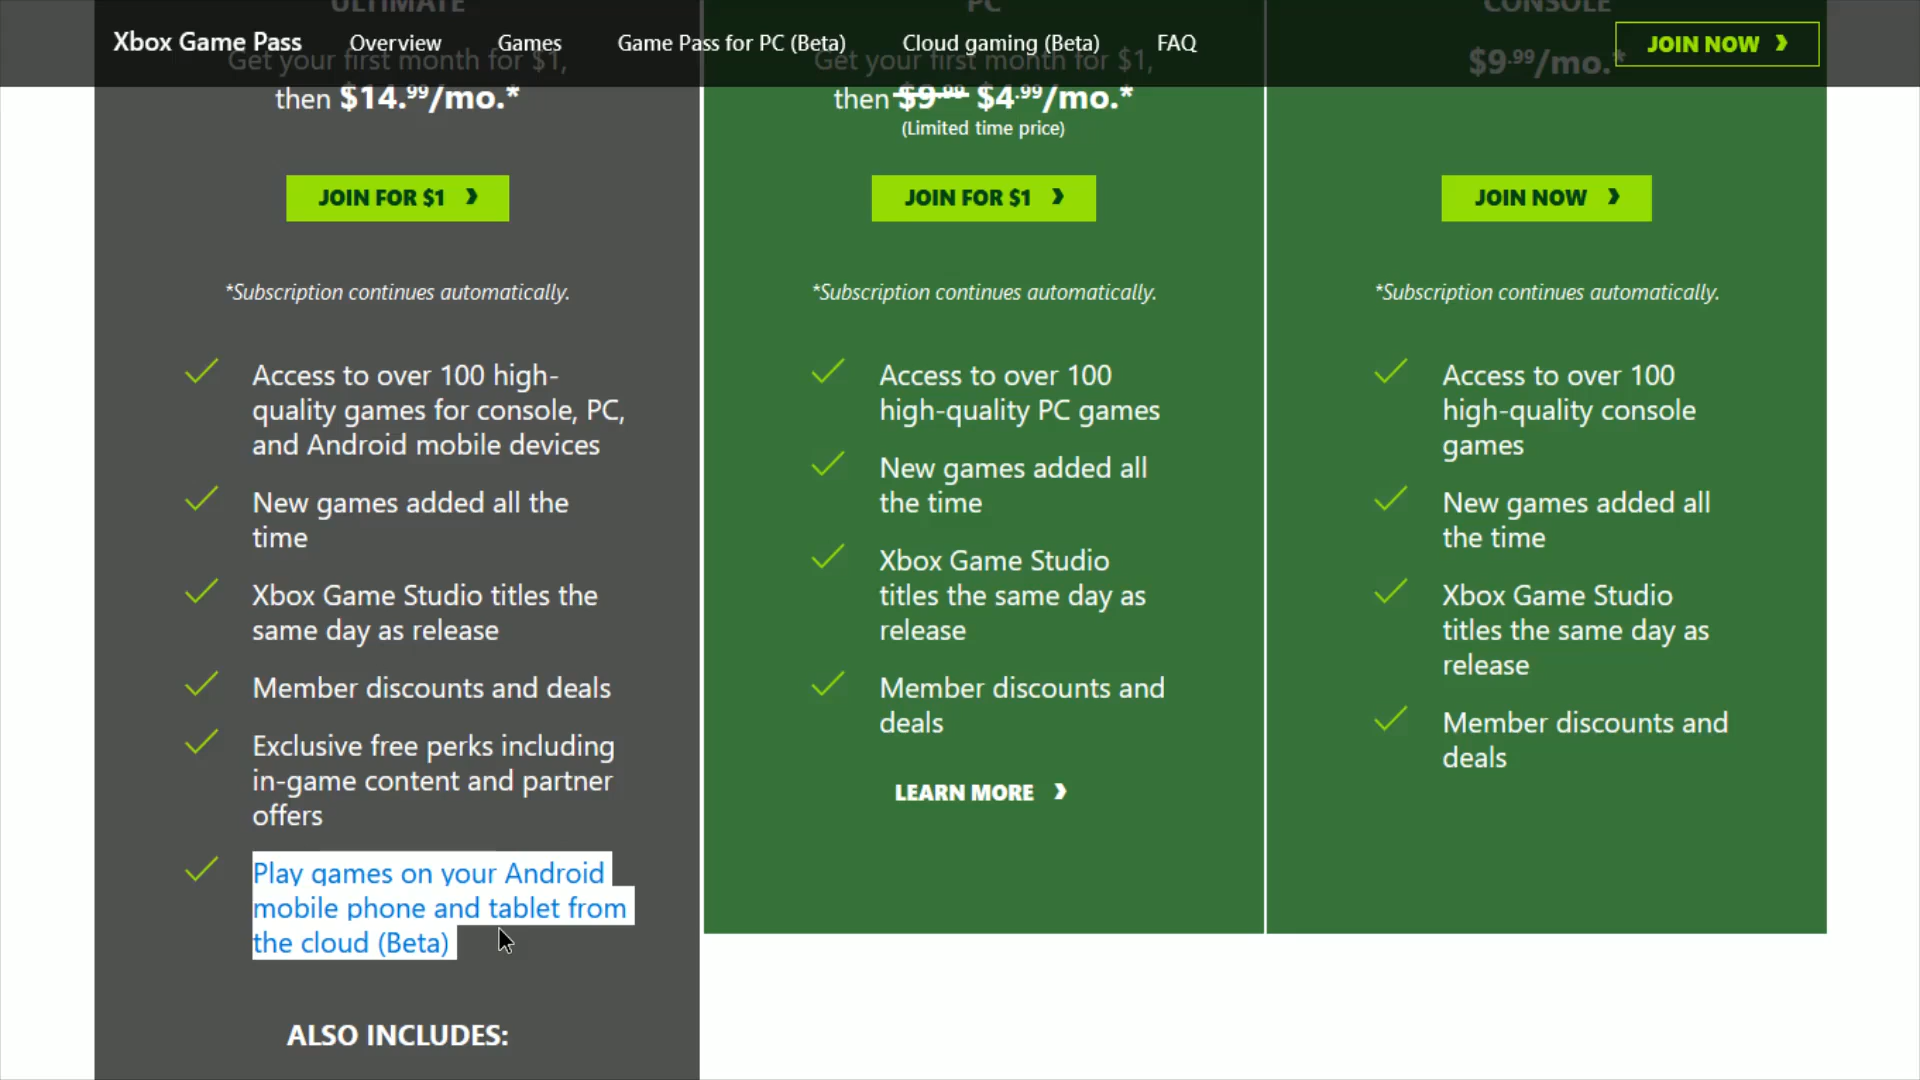 ULTIMATE
PC
CONSOLE
Xbox Game Pass
Overview
Games
Game Pass for PC (Beta)
Cloud gaming (Beta)
FAQ
JOIN NOW
Get your first month for $1,
then $14.99/mo.*
JOIN FOR $1
*Subscription continues automatically.
Access to over 100 high-
quality games for console, PC,
and Android mobile devices
New games added all the
time
Xbox Game Studio titles the
same day as release
Member discounts and deals
Exclusive free perks including
in-game content and partner
offers
Play games on your Android
mobile phone and tablet from
the cloud (Beta)
ALSO INCLUDES:
Get your first month for $1,
then $9.99 $4.99/mo.*
(Limited time price)
JOIN FOR $1
*Subscription continues automatically.
Access to over 100
high-quality PC games
New games added all
the time
Xbox Game Studio
titles the same day as
release
Member discounts and
deals
LEARN MORE
$9.99/mo.*
JOIN NOW
*Subscription continues automatically.
Access to over 100
high-quality console
games
New games added all
the time
Xbox Game Studio
titles the same day as
release
Member discounts and
deals